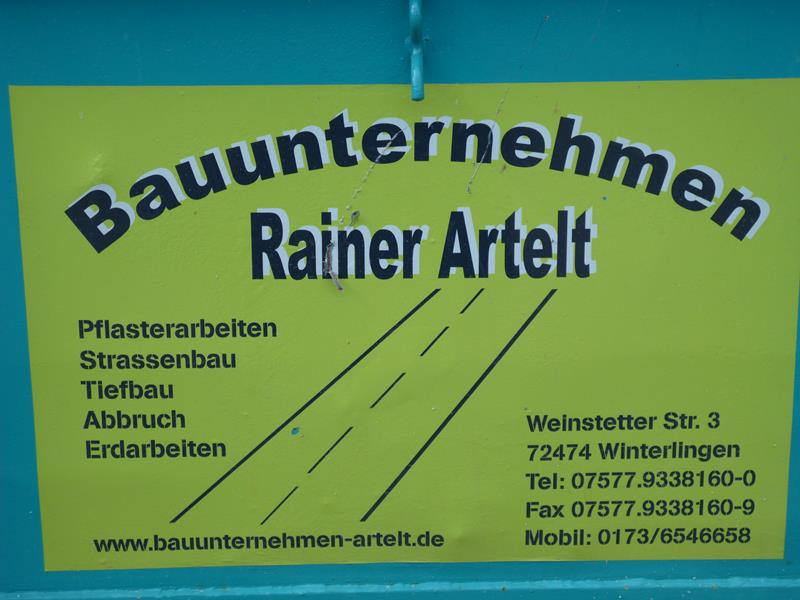 Bauunternehmen
Rainer Artelt
Pflasterarbeiten
Strassenbau
Tiefbau
Abbruch
Erdarbeiten
Weinstetter Str. 3
72474 Winterlingen
Tel: 07577.9338160-0
Fax 07577.9338160-9
Mobil: 0173/6546658
www.bauunternehmen-artelt.de